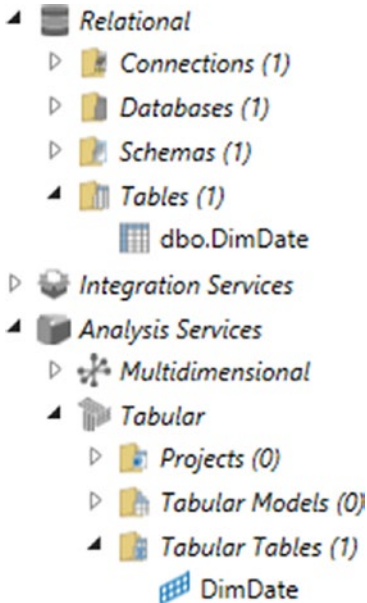 Relational
Connections (1)
Databases (1)
Schemas (1)
Tables (1)
dbo.DimDate
Integration Services
Analysis Services
Multidimensional
Tabular
Projects (0)
Tabular Models (0)
Tabular Tables (1)
DimDate